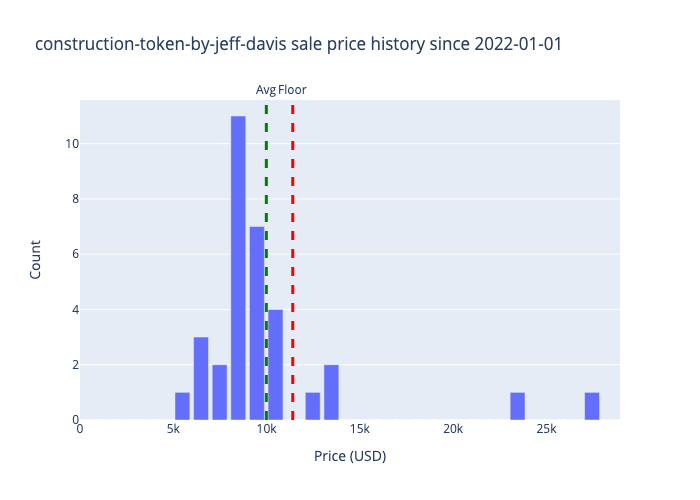 construction-token-by-jeff-davis sale price history since 2022-01-01
Avg Floor
10
8
6
4
2
0
0 5k 10k 15k 20k 25k
Count
Price (USD)